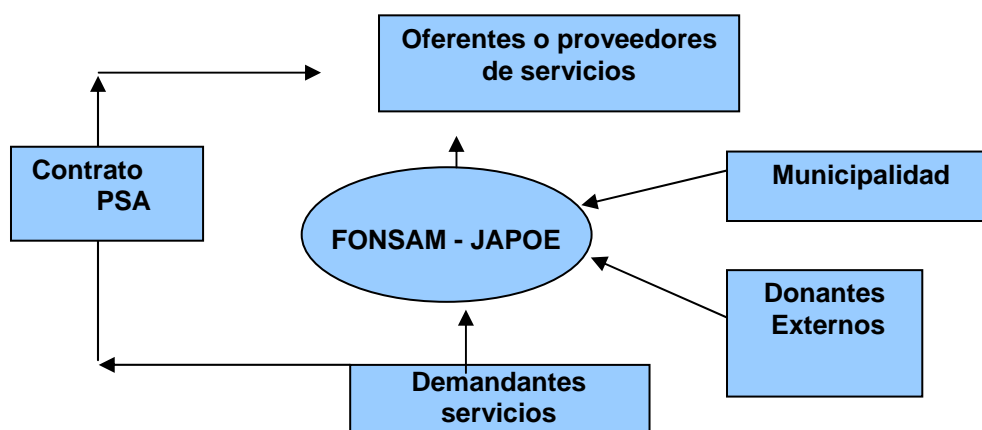 Oferentes o proveedores
de servicios
Contrato
PSA
Municipalidad
FONSAM - JAPOE
Donantes
Externos
Demandantes
servicios